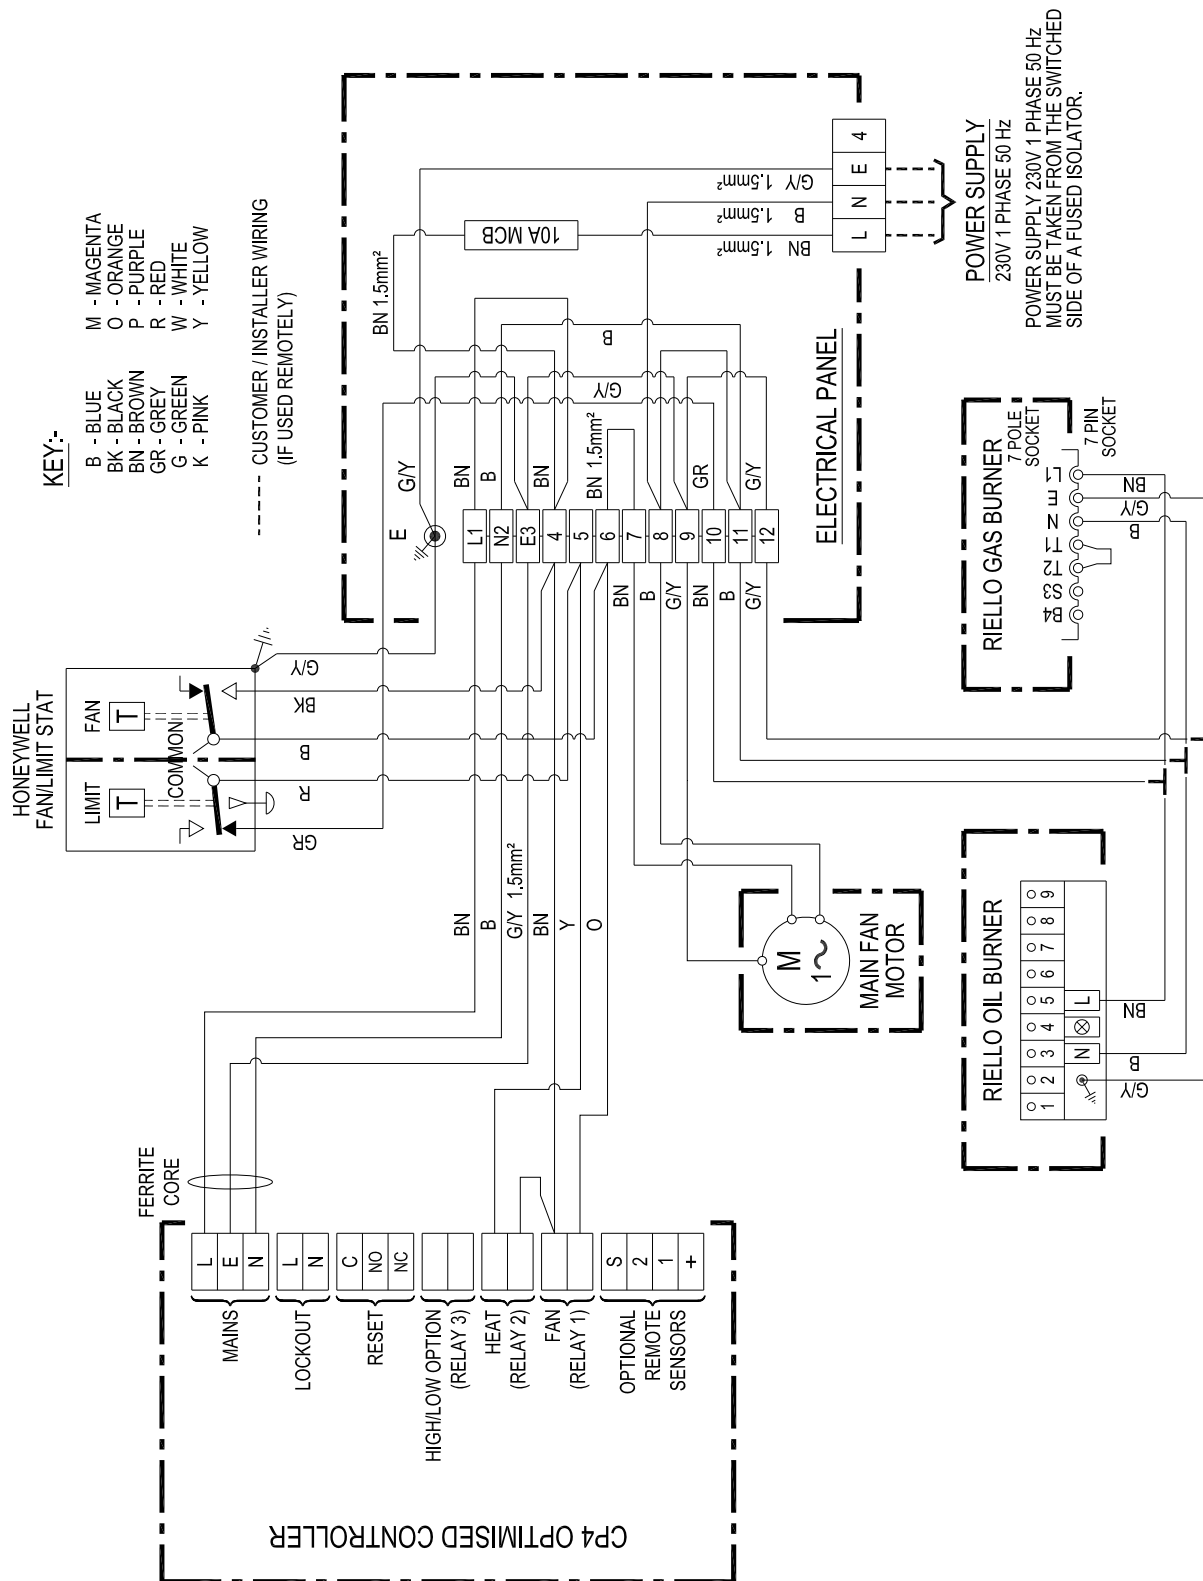 KEY:-
B - BLUE
BK - BLACK
BN - BROWN
GR - GREY
G - GREEN
K - PINK
M - MAGENTA
O - ORANGE
P - PURPLE
R - RED
W - WHITE
Y - YELLOW
CUSTOMER / INSTALLER WIRING
(IF USED REMOTELY)
HONEYWELL
FAN/LIMIT STAT
LIMIT
FAN
T
T
COMMON
GR
R
B
BK
G/Y
ELECTRICAL PANEL
E
G/Y
BN
B
BN
BN 1.5mm²
GR
G/Y
BN 1.5mm²
B
G/Y
10A MCB
BN 1.5mm²
B 1.5mm²
G/Y 1.5mm²
L N E 4
L1
N2
E3
4
5
6
7
8
9
10
11
12
BN
B
G/Y
BN
B
G/Y
BN
B
G/Y 1.5mm²
BN
Y
O
POWER SUPPLY
230V 1 PHASE 50 Hz
POWER SUPPLY 230V 1 PHASE 50 Hz
MUST BE TAKEN FROM THE SWITCHED
SIDE OF A FUSED ISOLATOR.
RIELLO GAS BURNER
7 POLE
SOCKET
7 PIN
SOCKET
B4 S3 T2 T1 N E L1
B
G/Y
BN
MAIN FAN
MOTOR
M
1~
RIELLO OIL BURNER
1 2 3 4 5 6 7 8 9
N
L
G/Y
B
BN
FERRITE
CORE
CP4 OPTIMISED CONTROLLER
MAINS
L
E
N
LOCKOUT
L
N
RESET
C
NO
NC
HIGH/LOW OPTION
(RELAY 3)
HEAT
(RELAY 2)
FAN
(RELAY 1)
OPTIONAL
REMOTE
SENSORS
S
2
1
+